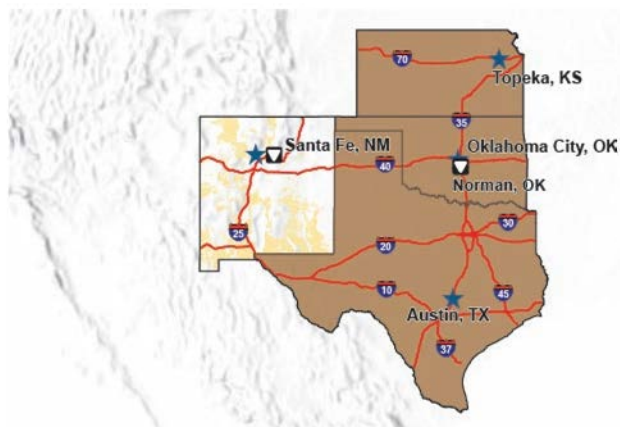 70
Topeka, KS
35
Santa Fe, NM
Oklahoma City, OK
40
Norman, OK
25
30
20
10
45
Austin, TX
37